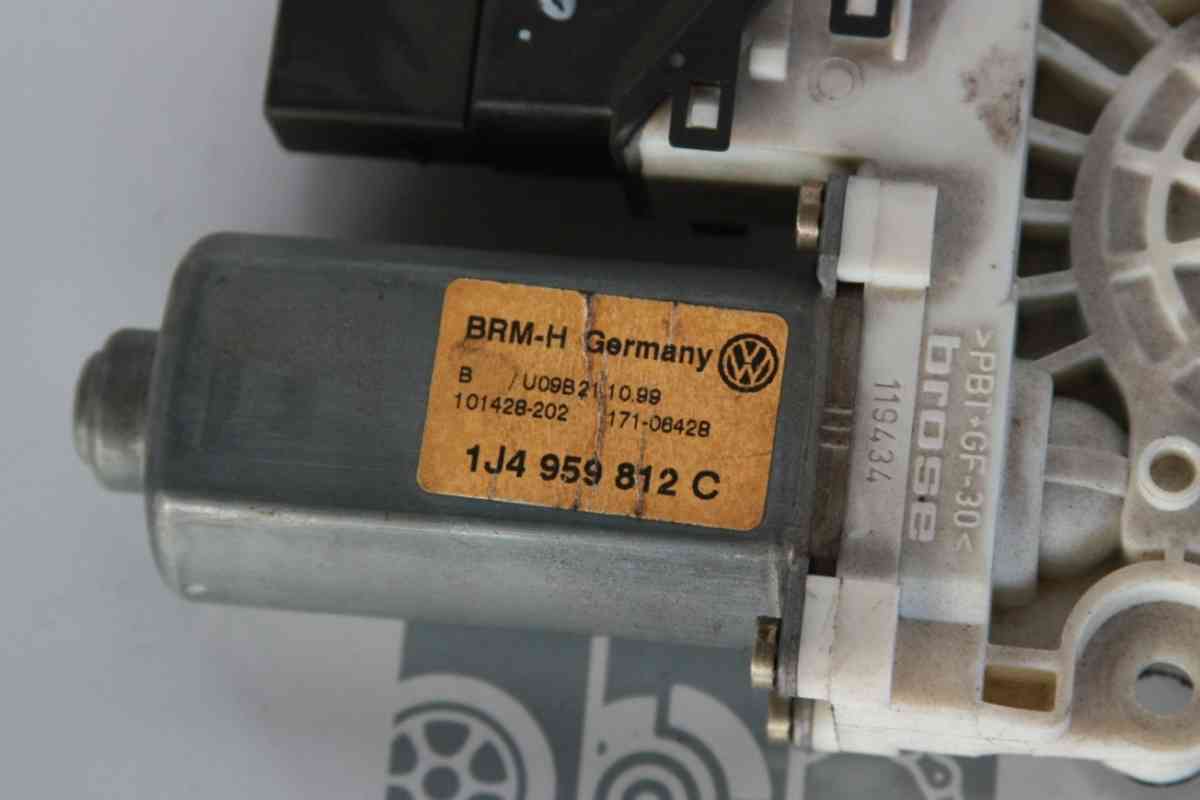 BRM-H Germany
B /U09B 21.10.99
101428-202 171-06428
1J4 959 812 C
119434
brose
>PBT+GF-30<